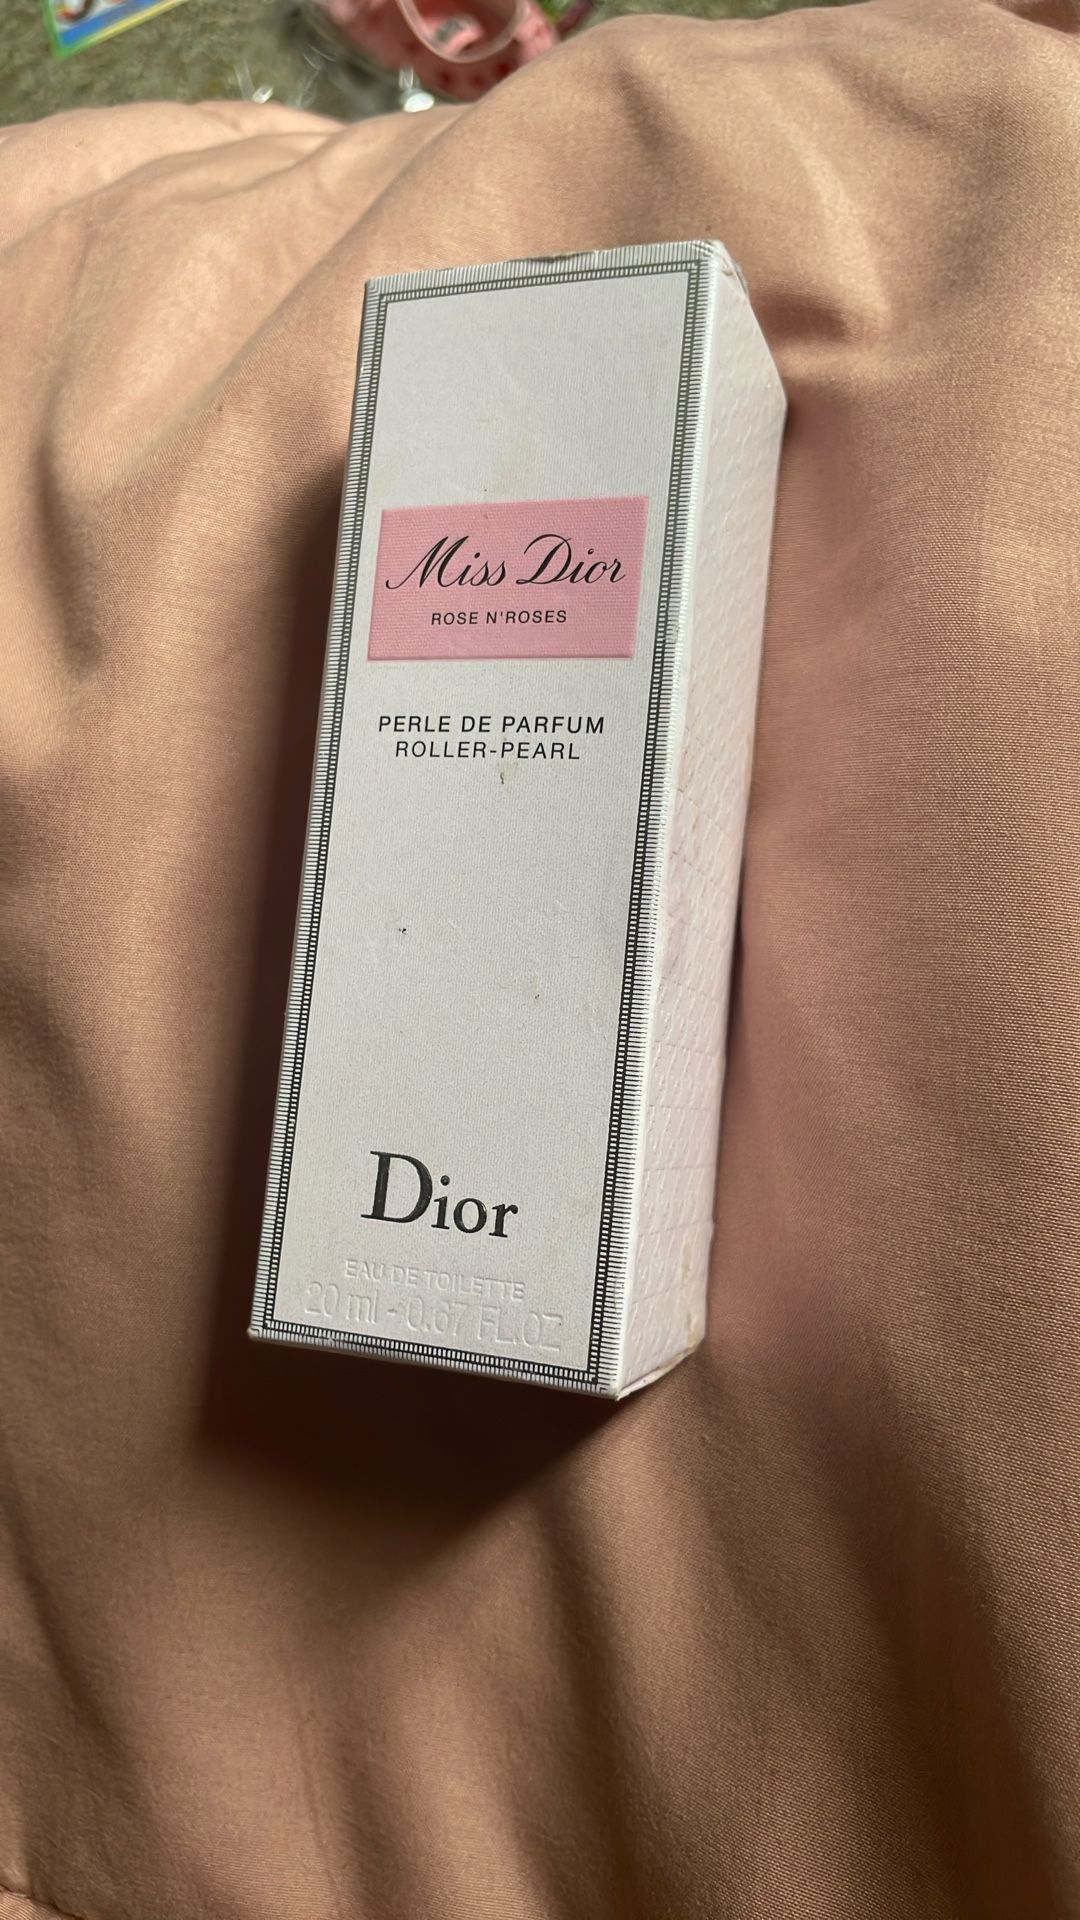 Miss Dior
ROSE N'ROSES
PERLE DE PARFUM
ROLLER-PEARL
Dior
EAU DE TOILETTE
20 ml - 0.67 FL.OZ